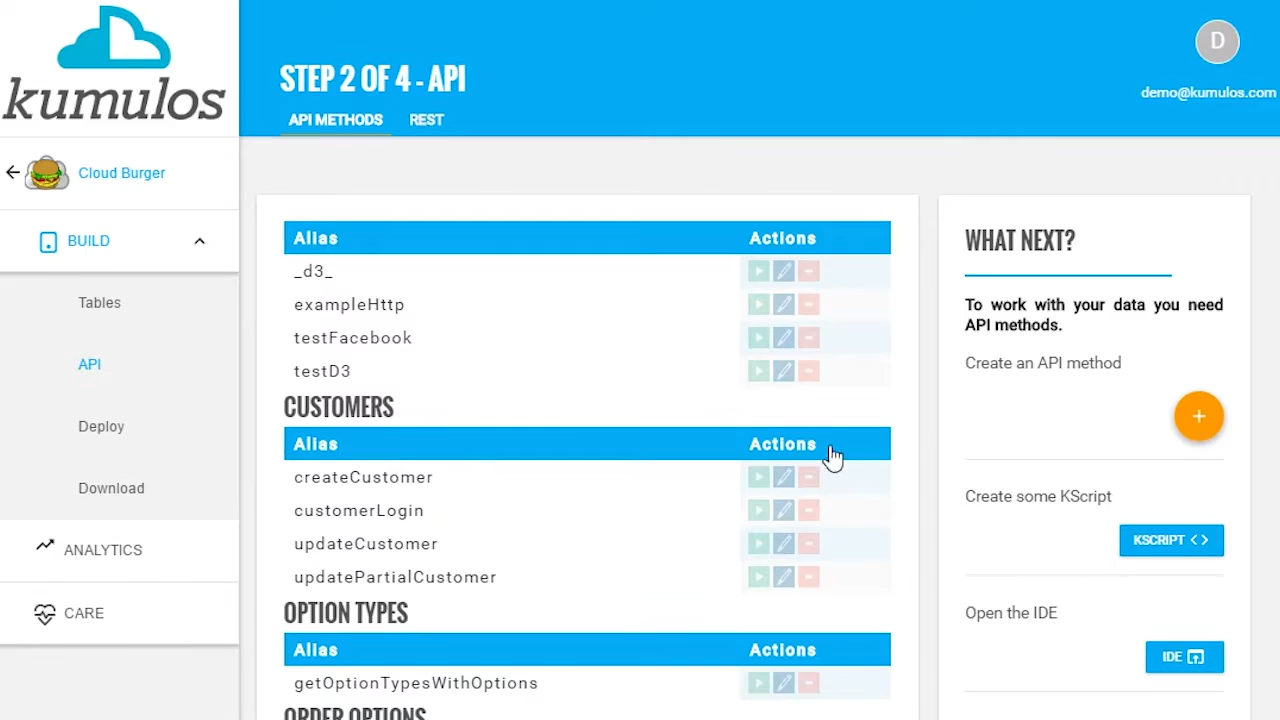 kumulos
STEP 2 OF 4 - API
API METHODS
REST
D
demo@kumulos.com
Cloud Burger
BUILD
Tables
API
Deploy
Download
ANALYTICS
CARE
Alias Actions
_d3_
exampleHttp
testFacebook
testD3
CUSTOMERS
Alias Actions
createCustomer
customerLogin
updateCustomer
updatePartialCustomer
OPTION TYPES
Alias Actions
getOptionTypesWithOptions
ORDER OPTIONS
WHAT NEXT?
To work with your data you need
API methods.
Create an API method
+
Create some KScript
KSCRIPT <>
Open the IDE
IDE